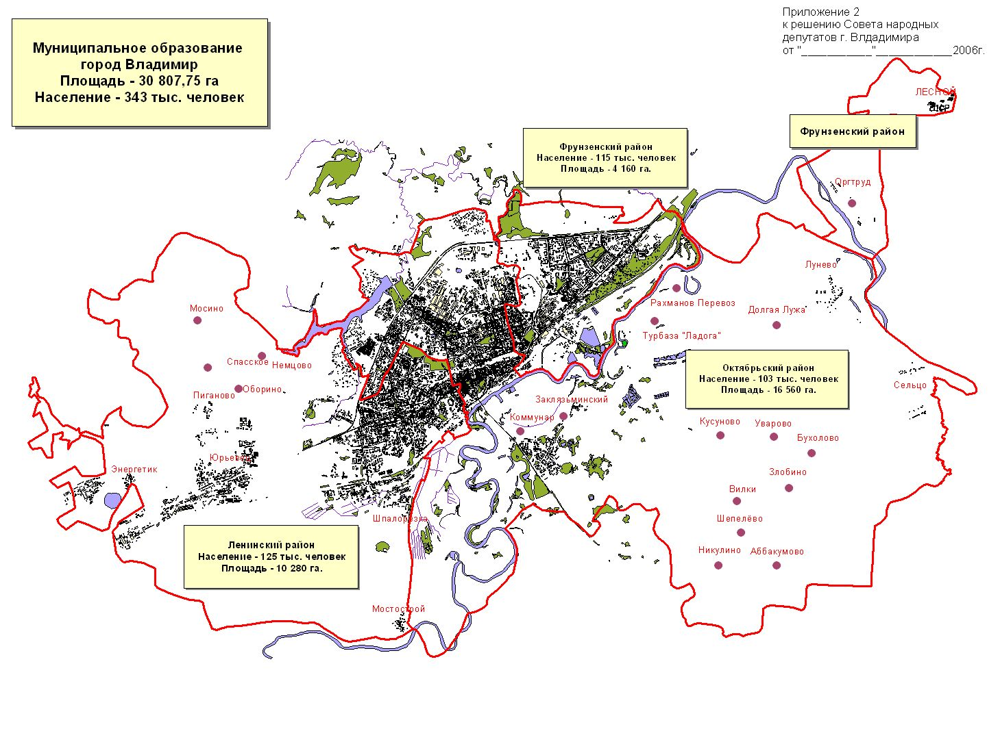 Приложение 2
к решению Совета народных
депутатов г. Влдадимира
от "___________"____________2006г.
Муниципальное образование
город Владимир
Площадь - 30 807,75 га
Население - 343 тыс. человек
ЛЕСНОЙ
Фрунзенский район
Фрунзенский район
Население - 115 тыс. человек
Площадь - 4 160 га.
Оргтруд
Лунево
Рахманов Перевоз
Долгая Лужа
Мосино
Турбаза "Ладога"
Спасское
Немцово
Октябрьский район
Население - 103 тыс. человек
Площадь - 16 560 га.
Сельцо
Оборино
Пиганово
Заклязьминский
Коммунар
Кусуново
Уварово
Бухолово
Юрьевец
Энергетик
Злобино
Вилки
Шпалорезка
Шепелёво
Ленинский район
Население - 125 тыс. человек
Площадь - 10 280 га.
Никулино
Аббакумово
Мостострой